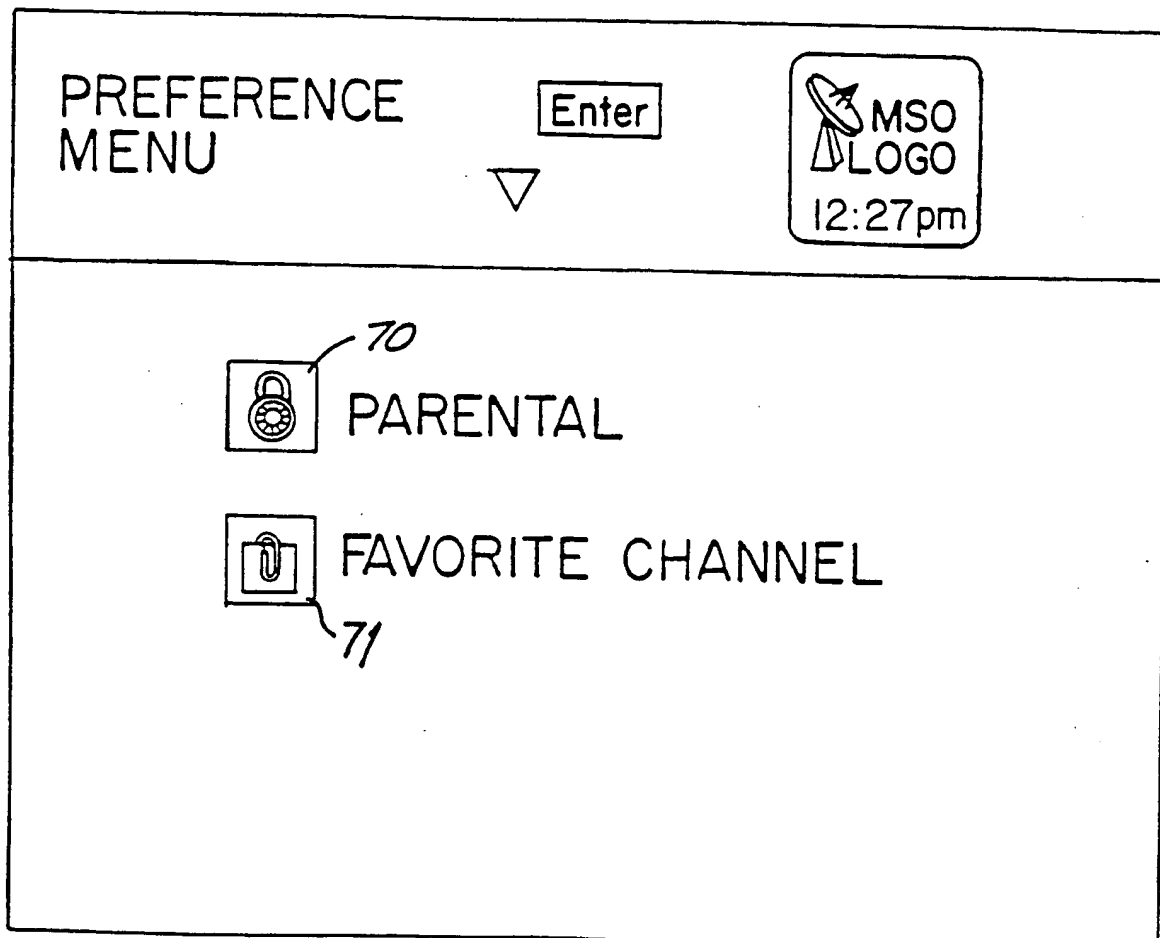 PREFERENCE
MENU
Enter
MSO
LOGO
12:27pm
70
PARENTAL
FAVORITE CHANNEL
71